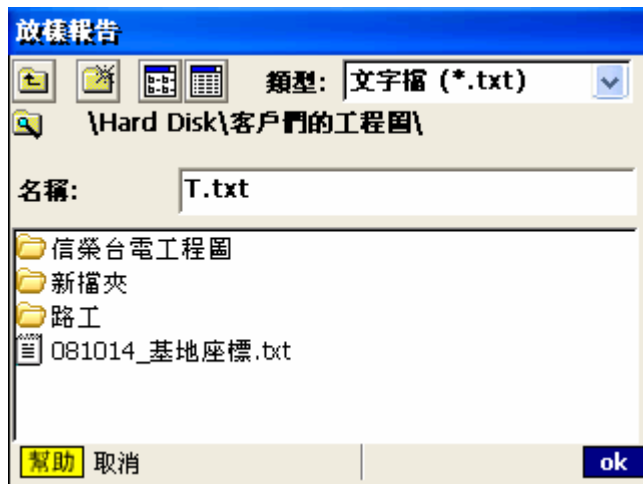 放樣報告
類型: 文字檔 (*.txt)
\Hard Disk\客戶們的工程圖\
名稱: T.txt
信榮台電工程圖
新檔夾
路工
081014_基地座標.txt
幫助 取消 ok